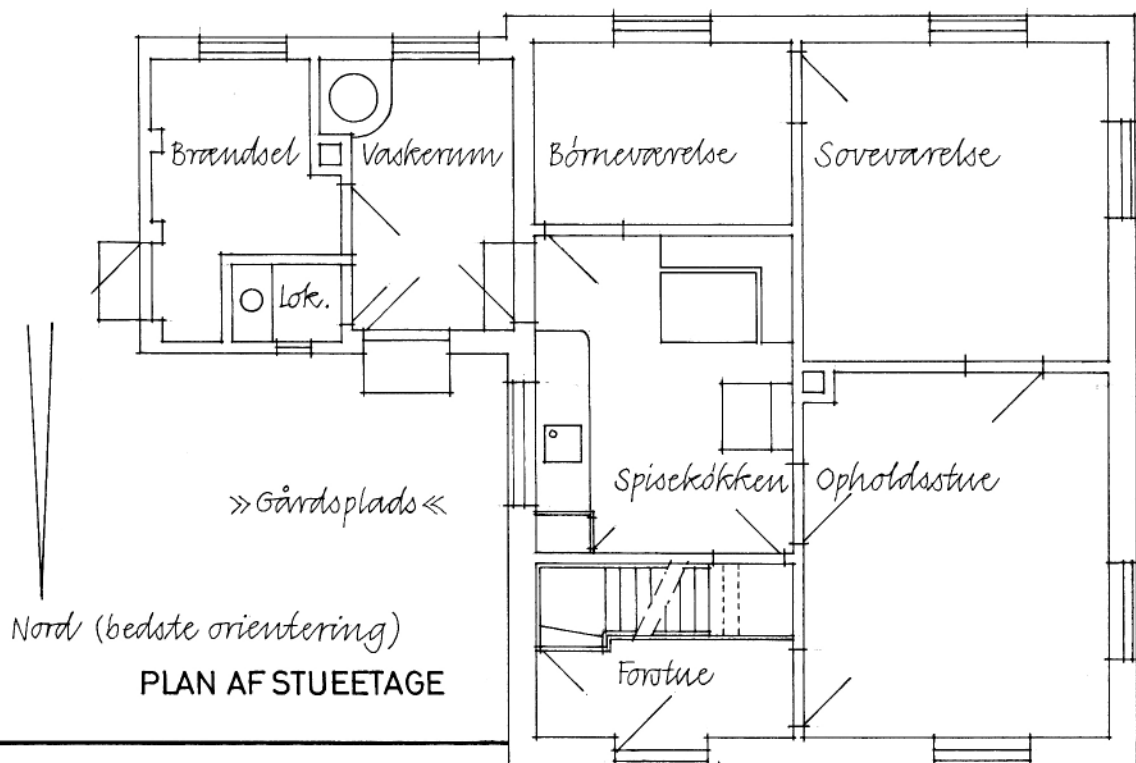 Brændsel
Vaskerum
Børneværelse
Soveværelse
Lok.
Spisekøkken
Opholdsstue
»Gårdsplads«
Nord (bedste orientering)
Forstue
PLAN AF STUEETAGE